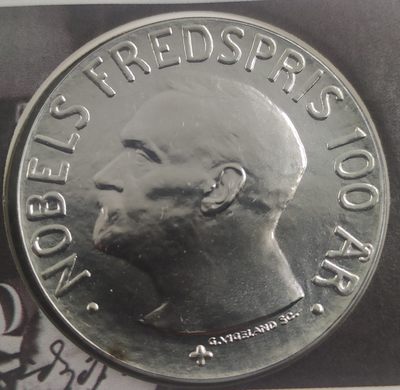 NOBELS FREDSPRIS 100 ÅR
G.VIGELAND SC.